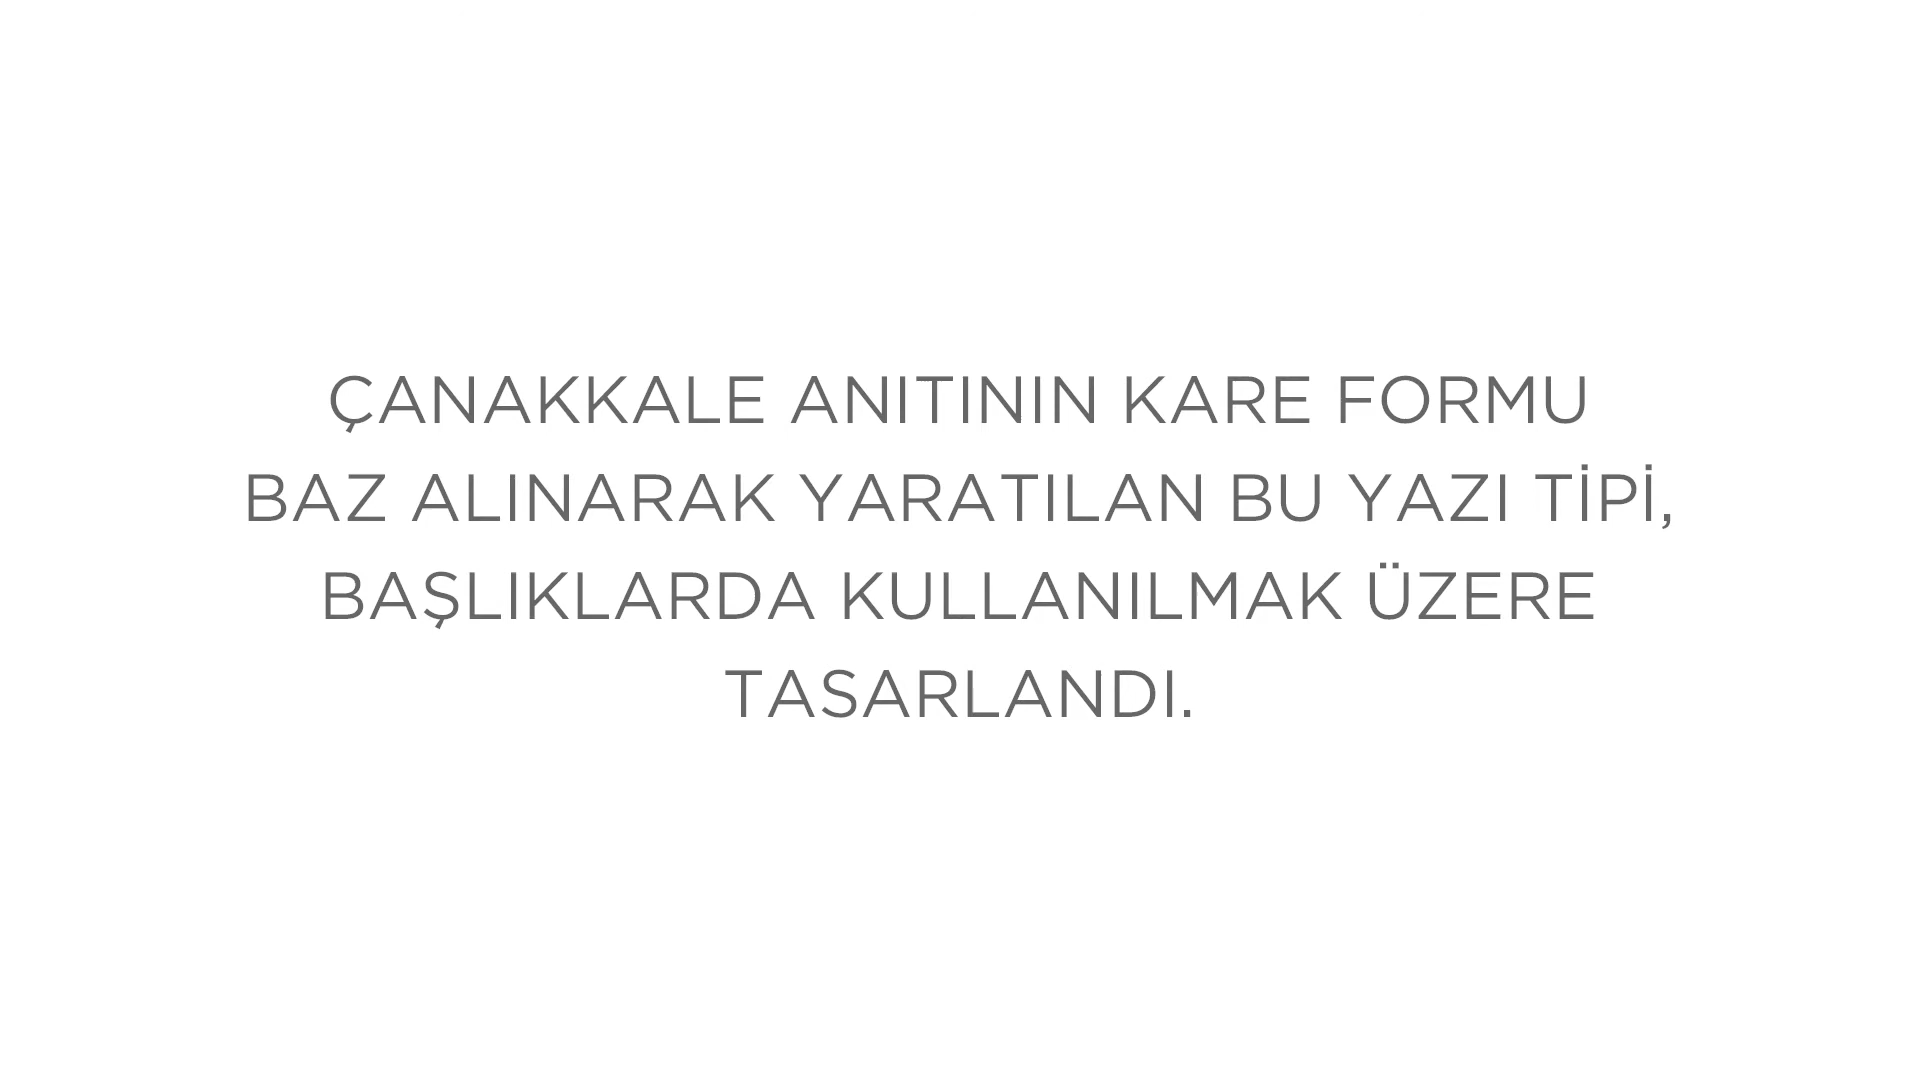 ÇANAKKALE ANITININ KARE FORMU
BAZ ALINARAK YARATILAN BU YAZI TİPİ,
BAŞLIKLARDA KULLANILMAK ÜZERE
TASARLANDI.